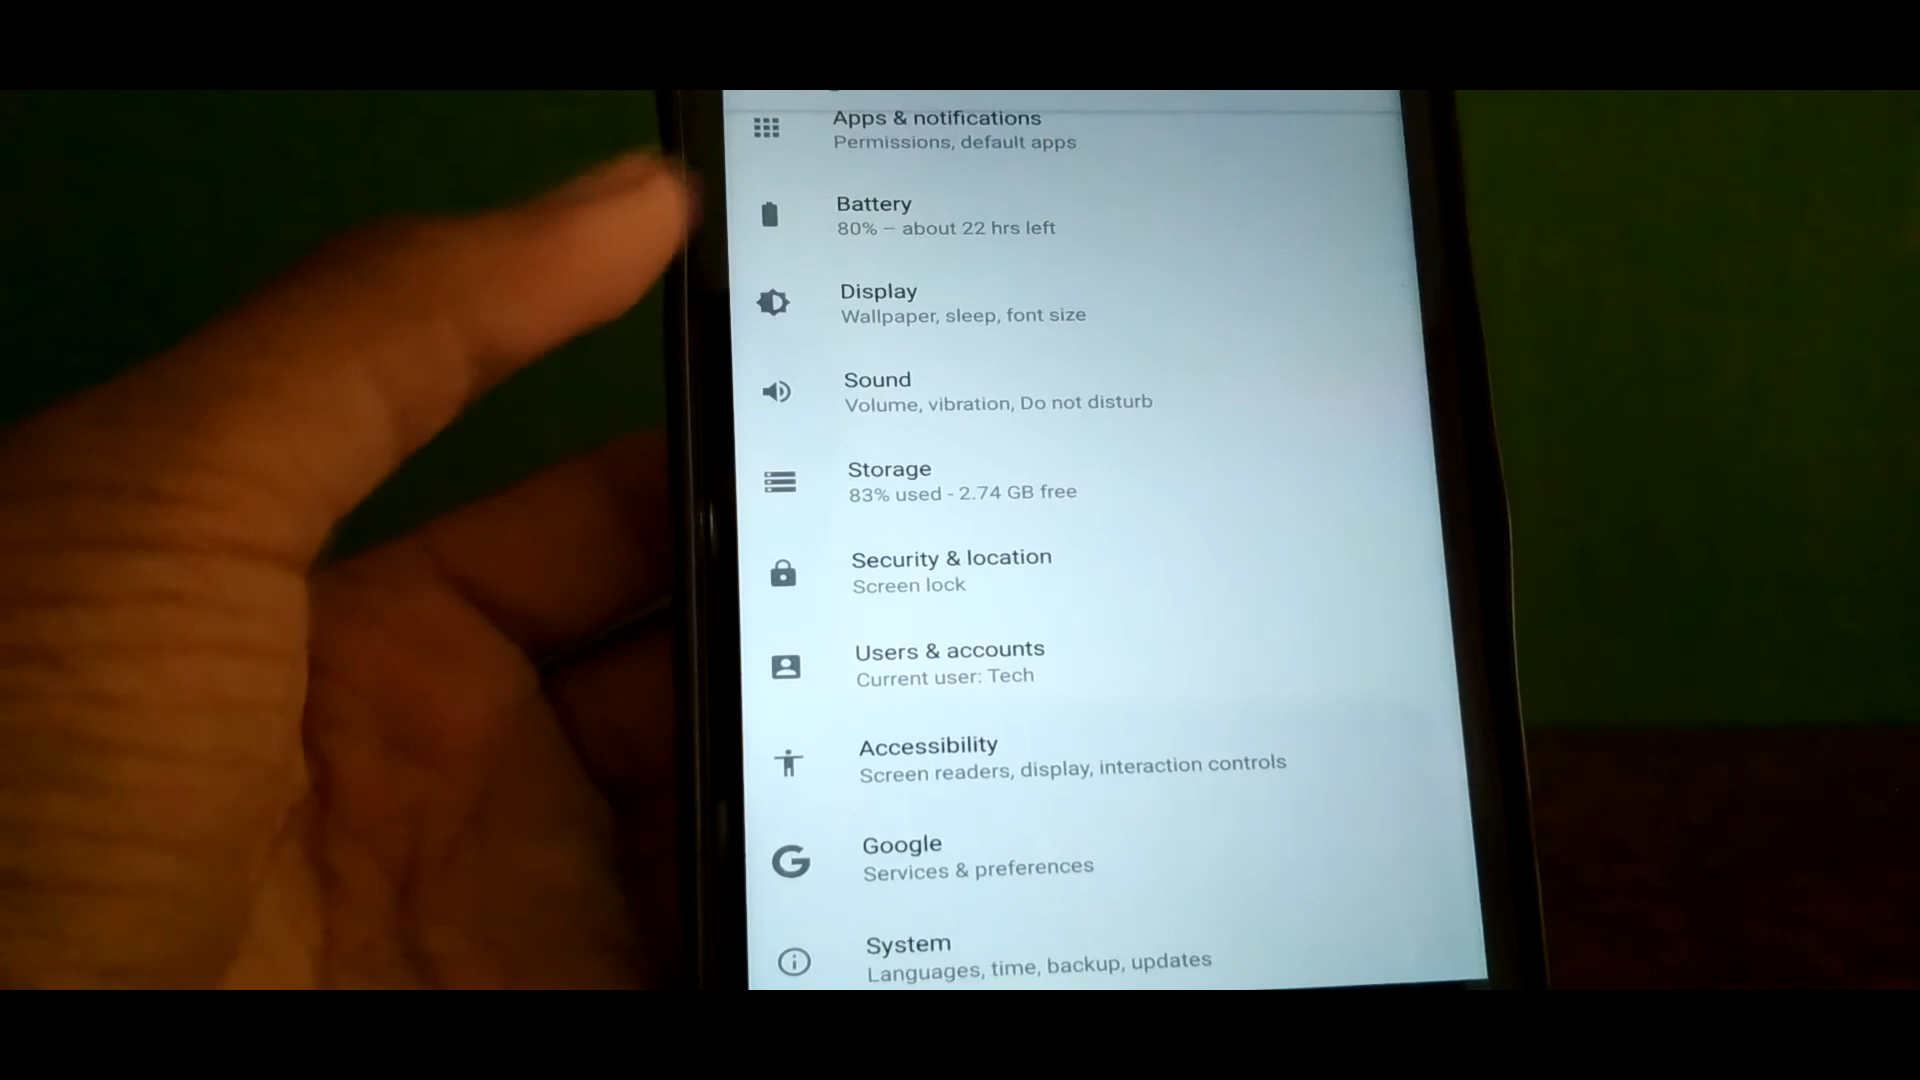 Apps & notifications
Permissions, default apps
Battery
80% – about 22 hrs left
Display
Wallpaper, sleep, font size
Sound
Volume, vibration, Do not disturb
Storage
83% used - 2.74 GB free
Security & location
Screen lock
Users & accounts
Current user: Tech
Accessibility
Screen readers, display, interaction controls
Google
Services & preferences
System
Languages, time, backup, updates